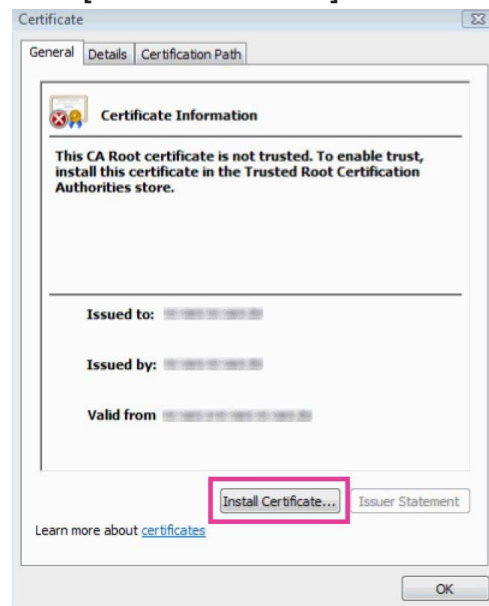 Certificate
General Details Certification Path
Certificate Information
This CA Root certificate is not trusted. To enable trust,
install this certificate in the Trusted Root Certification
Authorities store.
Issued to:
Issued by:
Valid from
Install Certificate... Issuer Statement
Learn more about certificates
OK